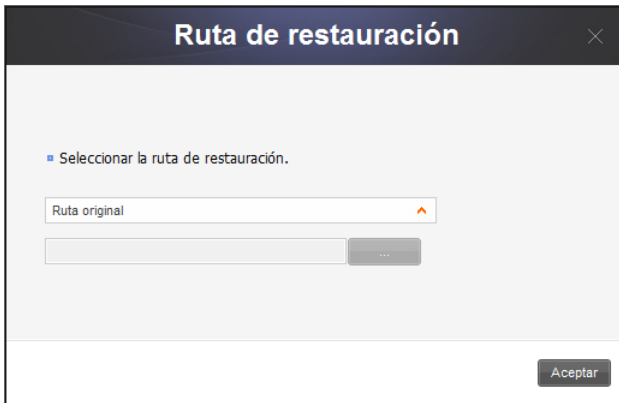 Ruta de restauración
Seleccionar la ruta de restauración.
Ruta original
...
Aceptar